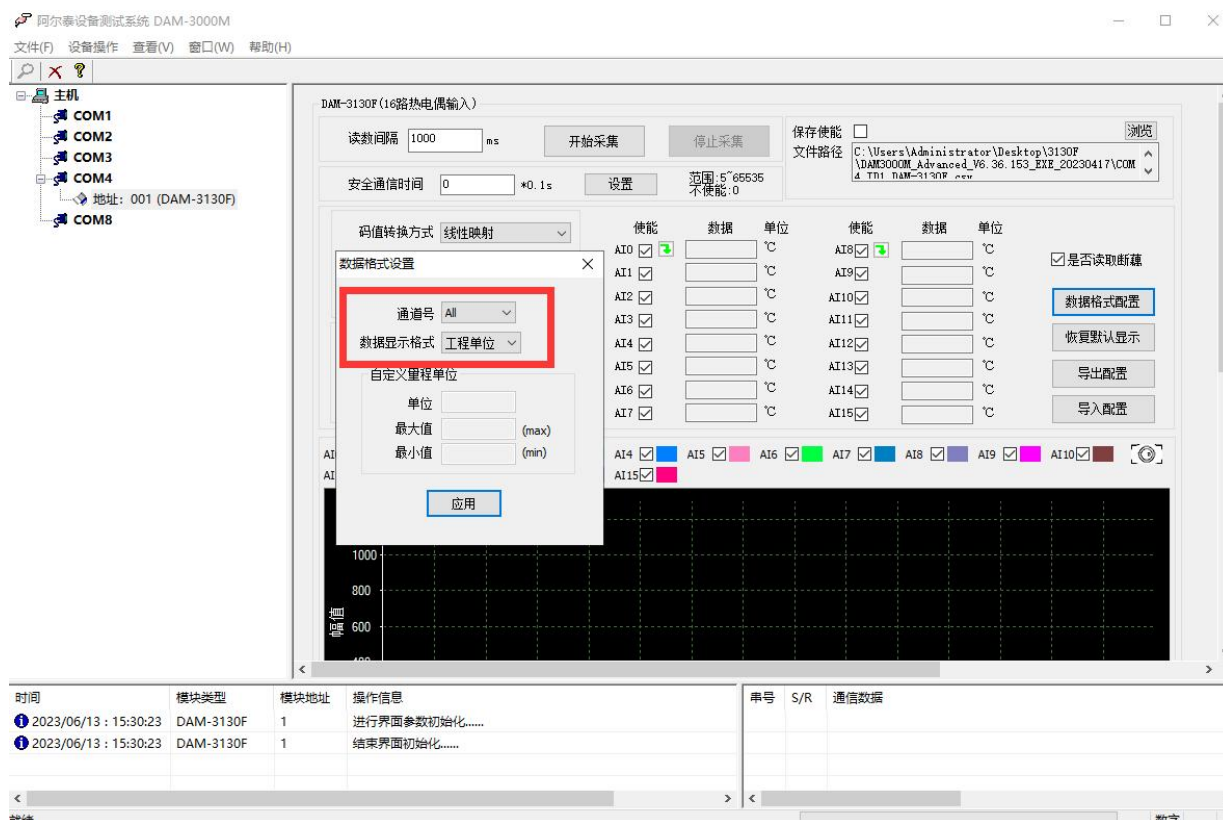 阿尔泰设备测试系统 DAM-3000M
文件(F) 设备操作 查看(V) 窗口(W) 帮助(H)
主机
COM1
COM2
COM3
COM4
地址：001 (DAM-3130F)
COM8
DAM-3130F(16路热电偶输入)
读数间隔 1000 ms 开始采集 停止采集
安全通信时间 0 *0.1s 设置 范围:5~65535
不使能:0
保存使能 浏览
文件路径 C:\Users\Administrator\Desktop\3130F
\DAM3000M_Advanced_V6.36.153_EXE_20230417\COM
4 TD1 DAM-3130F csv
码值转换方式 线性映射
使能 数据 单位 使能 数据 单位
AI0 ℃ AI8 ℃
AI1 ℃ AI9 ℃
AI2 ℃ AI10 ℃
AI3 ℃ AI11 ℃
AI4 ℃ AI12 ℃
AI5 ℃ AI13 ℃
AI6 ℃ AI14 ℃
AI7 ℃ AI15 ℃
是否读取断
数据格式配置
恢复默认显示
导出配置
导入配置
数据格式设置
通道号 All
数据显示格式 工程单位
自定义量程单位
单位
最大值 (max)
最小值 (min)
应用
AI AI4 AI5 AI6 AI7 AI8 AI9 AI10
AI AI15
1000
800
600
幅值
时间 模块类型 模块地址 操作信息
2023/06/13 : 15:30:23 DAM-3130F 1 进行界面参数初始化......
2023/06/13 : 15:30:23 DAM-3130F 1 结束界面初始化......
串号 S/R 通信数据
就绪 数字